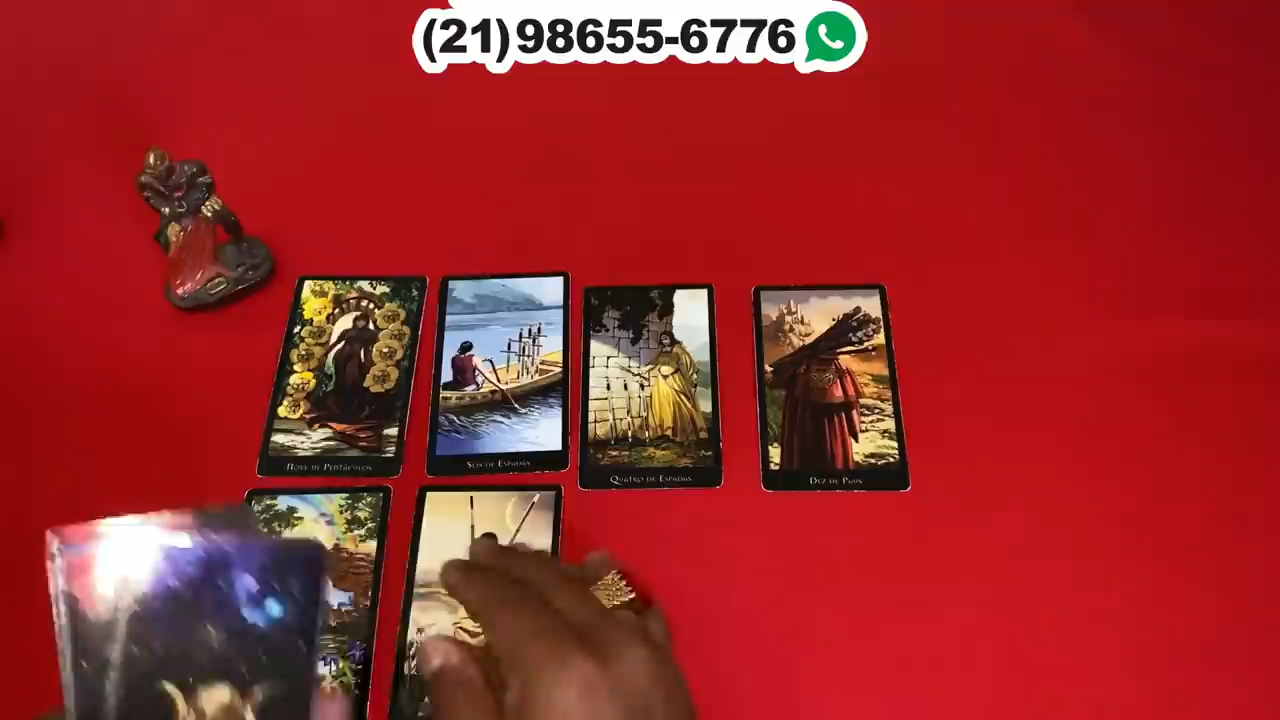 (21)98655-6776
Nove de Pentáculos
Seis de Espadas
Quatro de Espadas
Dez de Paus